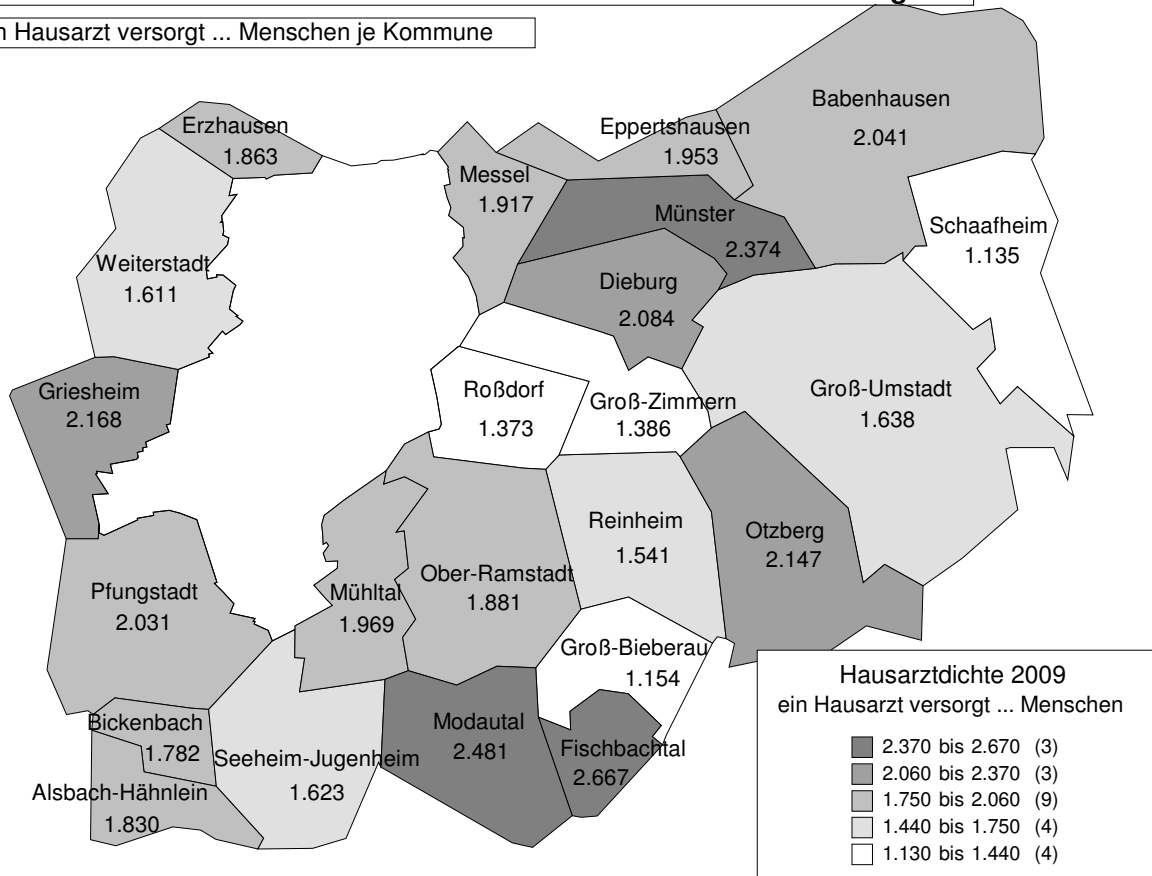 Hausarzt versorgt ... Menschen je Kommune
Babenhausen
2.041
Erzhausen
1.863
Eppertshausen
1.953
Messel
1.917
Münster
2.374
Schaafheim
1.135
Weiterstadt
1.611
Dieburg
2.084
Griesheim
2.168
Roßdorf
1.373
Groß-Zimmern
1.386
Groß-Umstadt
1.638
Reinheim
1.541
Otzberg
2.147
Pfungstadt
2.031
Mühltal
1.969
Ober-Ramstadt
1.881
Groß-Bieberau
1.154
Bickenbach
1.782
Seeheim-Jugenheim
1.623
Modautal
2.481
Fischbachtal
2.667
Alsbach-Hähnlein
1.830
Hausarztdichte 2009
ein Hausarzt versorgt ... Menschen
2.370 bis 2.670 (3)
2.060 bis 2.370 (3)
1.750 bis 2.060 (9)
1.440 bis 1.750 (4)
1.130 bis 1.440 (4)